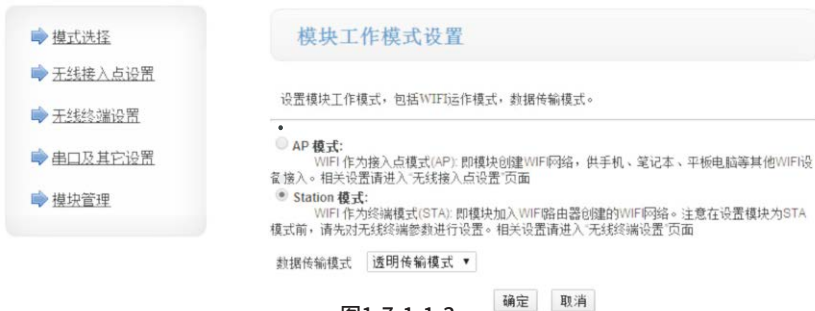 模式选择
无线接入点设置
无线终端设置
串口及其它设置
模块管理
模块工作模式设置
设置模块工作模式，包括WIFI运作模式，数据传输模式。
AP 模式:
WIFI 作为接入点模式(AP): 即模块创建WIFI网络，供手机、笔记本、平板电脑等其他WIFI设
备接入。相关设置请进入“无线接入点设置”页面
Station 模式:
WIFI 作为终端模式(STA): 即模块加入WIFI路由器创建的WIFI网络。注意在设置模块为STA
模式前，请先对无线终端参数进行设置。相关设置请进入“无线终端设置”页面
数据传输模式 透明传输模式
确定 取消